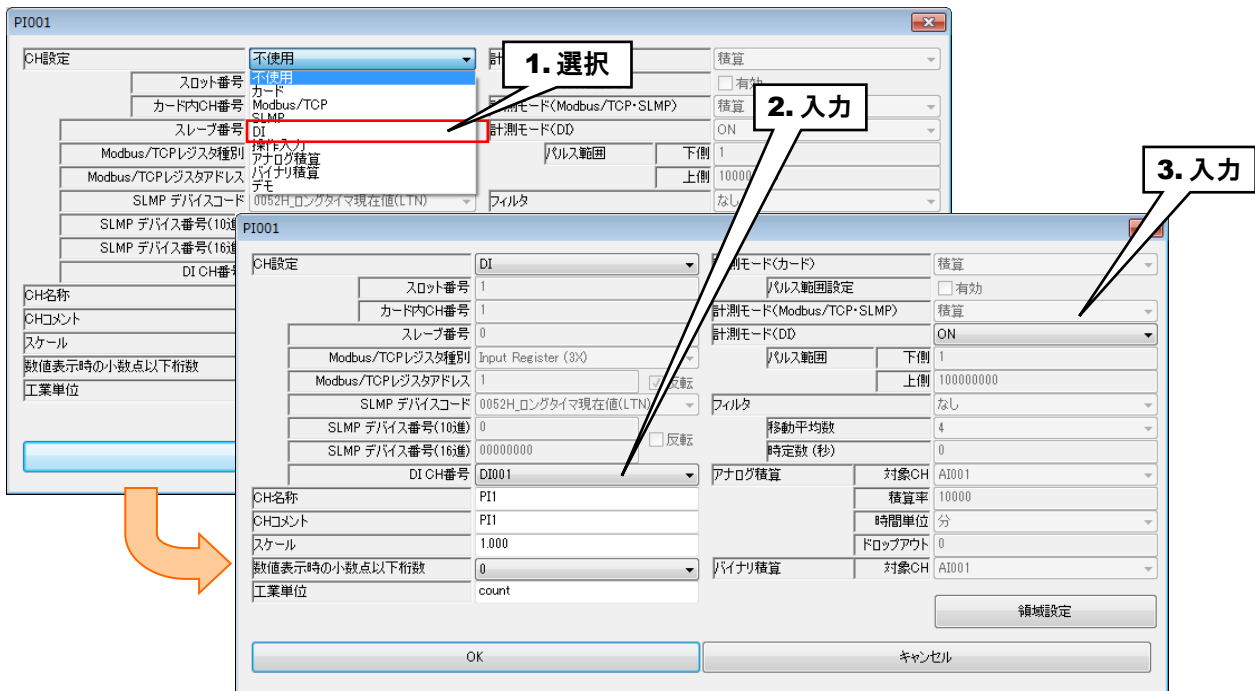 PI001
CH設定
不使用
不使用
カード
Modbus/TCP
SLMP
DI
操作入力
アナログ積算
バイナリ積算
デモ
スロット番号
カード内CH番号
スレーブ番号
Modbus/TCPレジスタ種別
Modbus/TCPレジスタアドレス
SLMP デバイスコード
0052H_ロングタイマ現在値(LTN)
SLMP デバイス番号(10進
SLMP デバイス番号(16進
DI CH番号
CH名称
CHコメント
スケール
数値表示時の小数点以下桁数
工業単位
積算
有効
計測モード(Modbus/TCP・SLMP)
積算
計測モード(DI)
ON
パルス範囲
下側
1
上側
フィルタ
なし
1. 選択
2. 入力
3. 入力
PI001
CH設定
DI
スロット番号
1
カード内CH番号
1
スレーブ番号
0
Modbus/TCPレジスタ種別
Input Register (3X)
Modbus/TCPレジスタアドレス
1
反転
SLMP デバイスコード
0052H_ロングタイマ現在値(LTN)
SLMP デバイス番号(10進)
0
SLMP デバイス番号(16進)
00000000
反転
DI CH番号
DI001
CH名称
PI1
CHコメント
PI1
スケール
1.000
数値表示時の小数点以下桁数
0
工業単位
count
計測モード(カード)
積算
パルス範囲設定
有効
計測モード(Modbus/TCP・SLMP)
積算
計測モード(DI)
ON
パルス範囲
下側
1
上側
100000000
フィルタ
なし
移動平均数
4
時定数 (秒)
0
アナログ積算
対象CH
AI001
積算率
10000
時間単位
分
ドロップアウト
0
バイナリ積算
対象CH
AI001
領域設定
OK
キャンセル